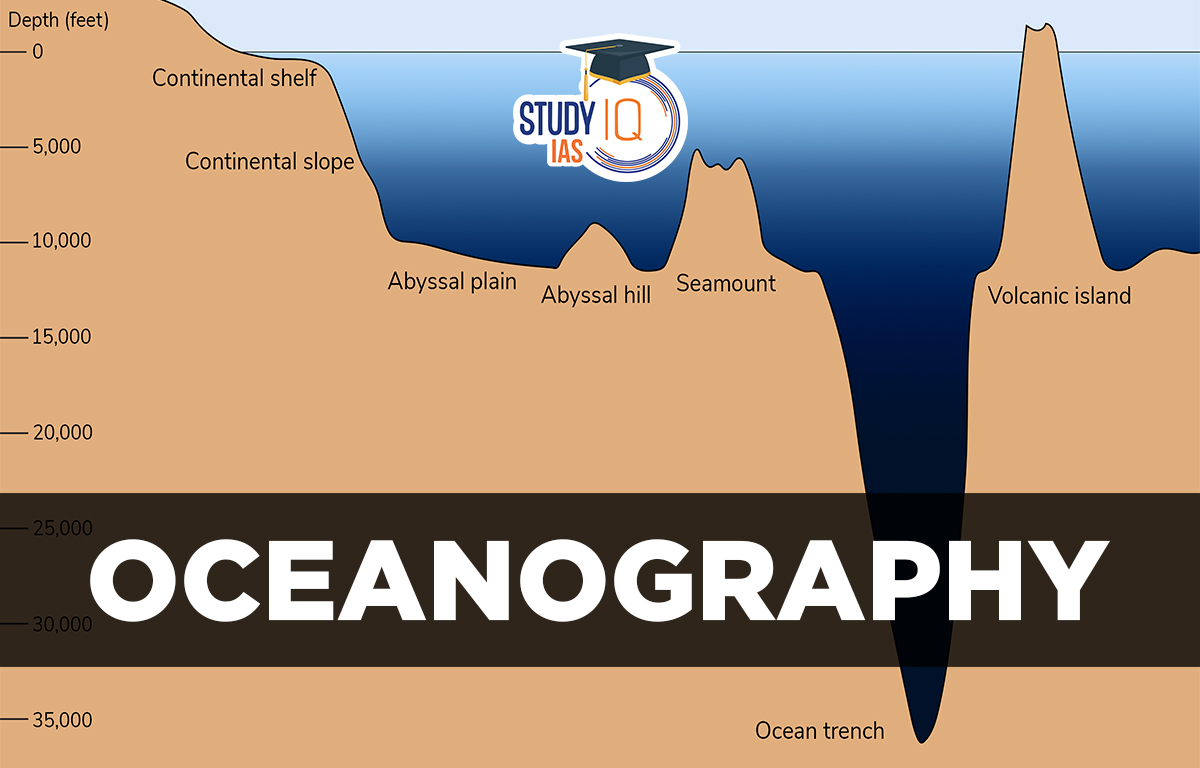 Depth (feet)
0
Continental shelf
5,000
Continental slope
10,000
Abyssal plain
Abyssal hill
Seamount
Volcanic island
15,000
20,000
25,000
30,000
35,000
Ocean trench
STUDY IQ
IAS
OCEANOGRAPHY